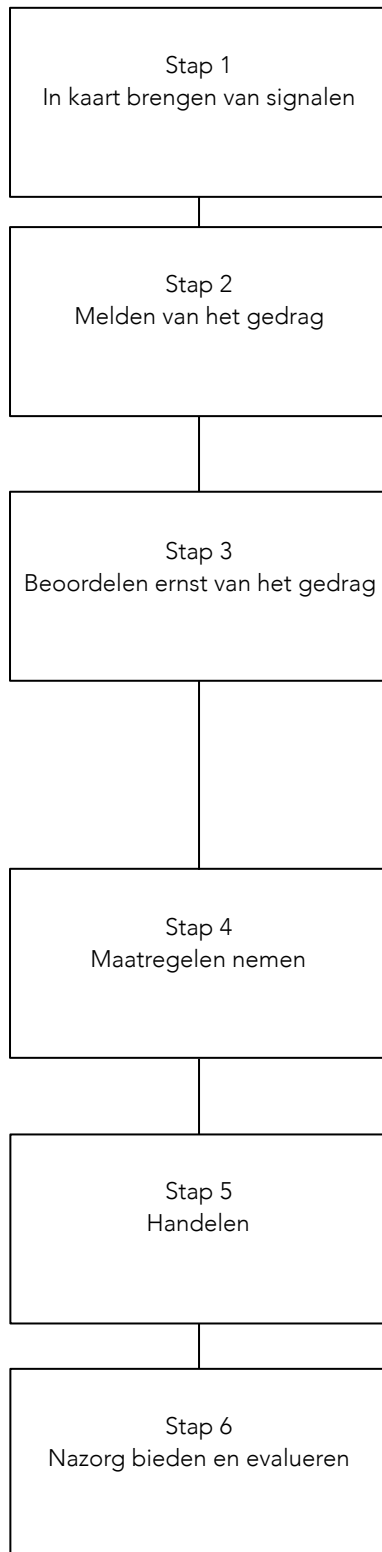 Stap 1
In kaart brengen van signalen
Stap 2
Melden van het gedrag
Stap 3
Beoordelen ernst van het gedrag
Stap 4
Maatregelen nemen
Stap 5
Handelen
Stap 6
Nazorg bieden en evalueren